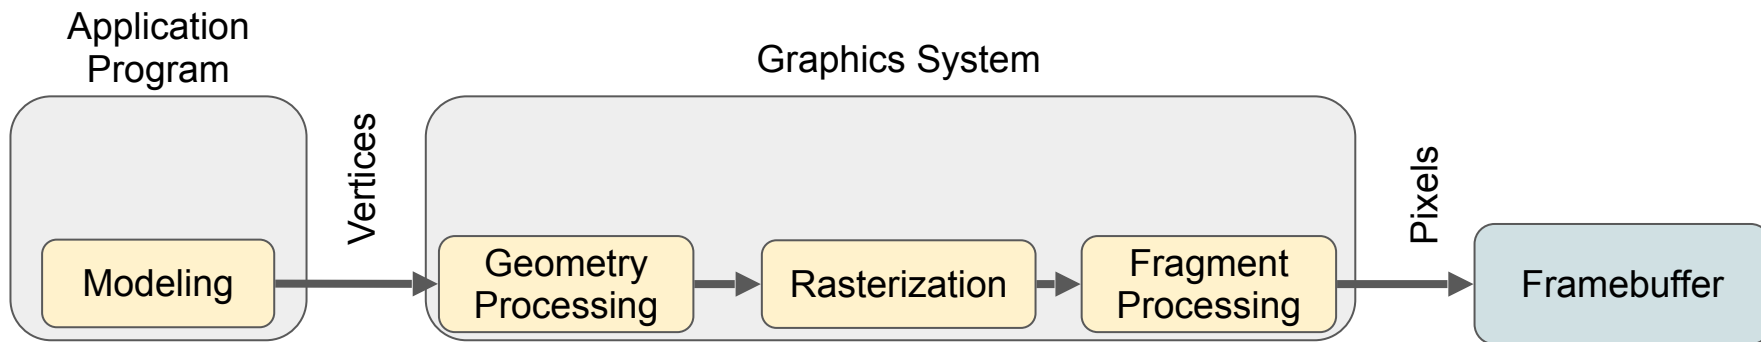 Application
Program
Graphics System
Vertices
Pixels
Modeling
Geometry
Processing
Rasterization
Fragment
Processing
Framebuffer